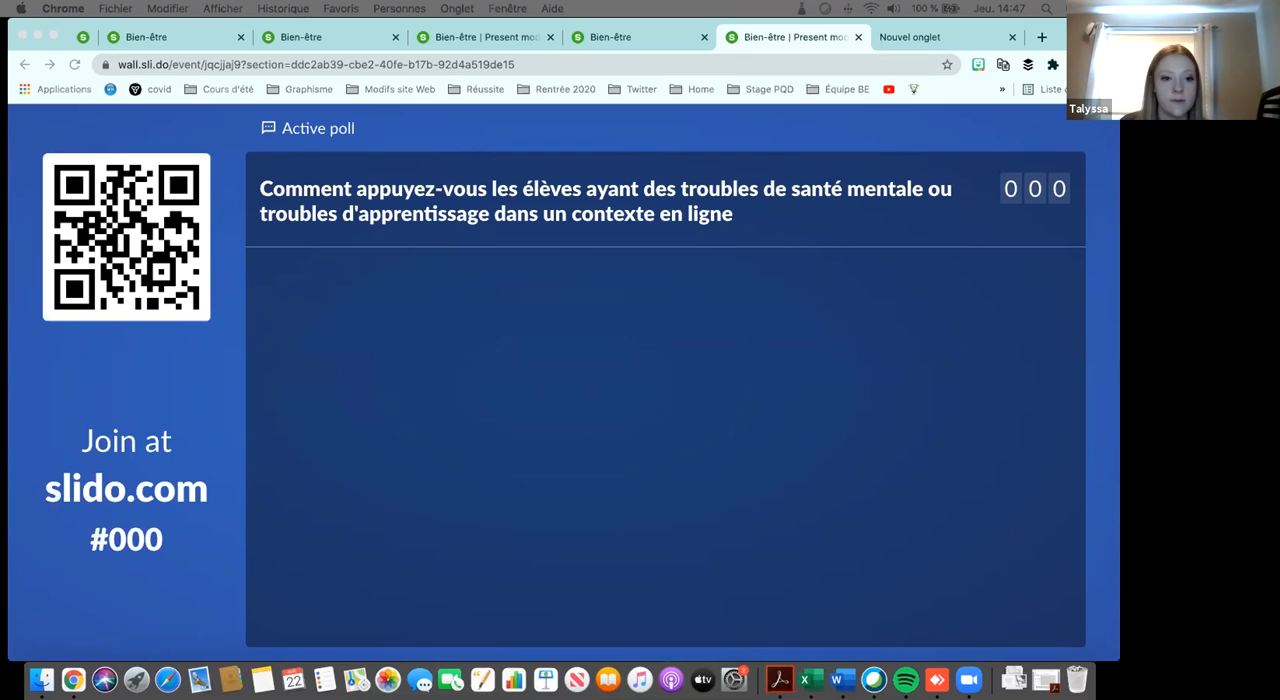 Chrome Fichier Modifier Afficher Historique Favoris Personnes Onglet Fenêtre Aide 100 % Jeu. 14:47
Bien-être Bien-être Bien-être | Present mo Bien-être Bien-être | Present mo Nouvel onglet
wall.sli.do/event/jqcjjaj9?section=ddc2ab39-cbe2-40fe-b17b-92d4a519de15
Applications covid Cours d'été Graphisme Modifs site Web Réussite Rentrée 2020 Twitter Home Stage PQD Équipe BE » Liste
Talyssa
Active poll
Comment appuyez-vous les élèves ayant des troubles de santé mentale ou
troubles d'apprentissage dans un contexte en ligne
0 0 0
Join at
slido.com
#000
22
tv
2